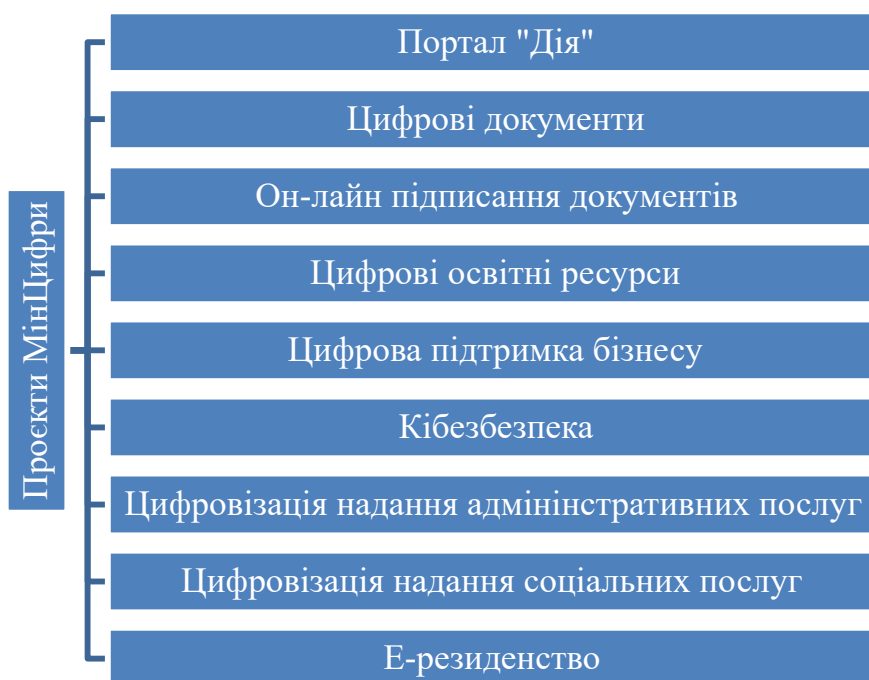 Проєкти МінЦифри
Портал "Дія"
Цифрові документи
Он-лайн підписання документів
Цифрові освітні ресурси
Цифрова підтримка бізнесу
Кібезбезпека
Цифровізація надання адмінінстративних послуг
Цифровізація надання соціальних послуг
Е-резиденство